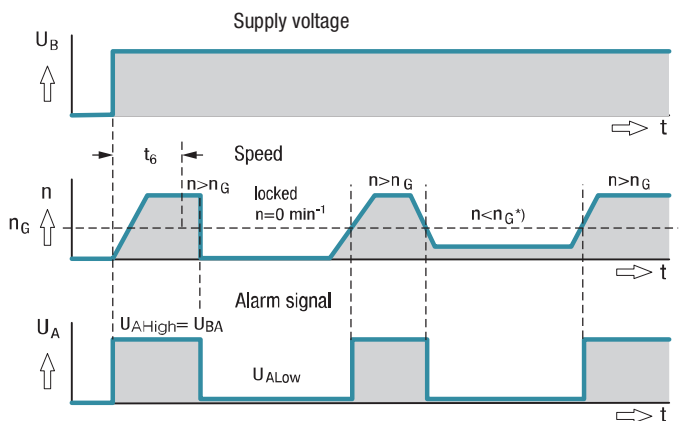 Supply voltage
U_B
t
t₆ Speed
n n>n_G locked n>n_G n>n_G
n=0 min⁻¹ n<n_G*)
n_G
t
Alarm signal
U_A U_AHigh= U_BA
U_ALow
t